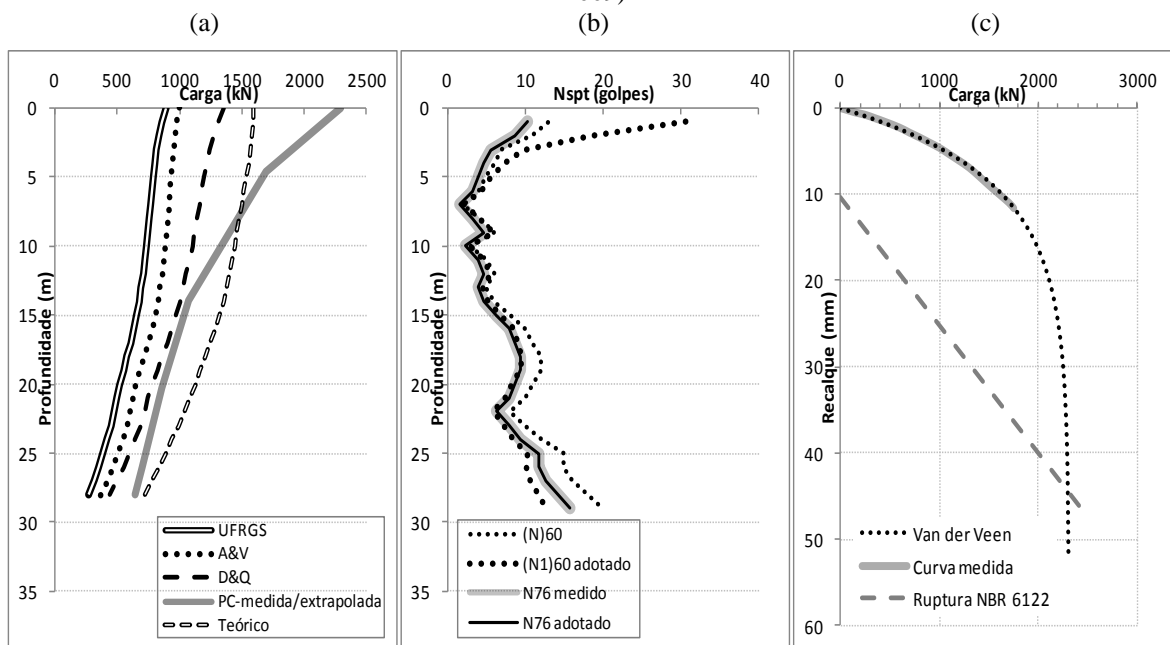 (a)
(b)
(c)
0 500 1000 1500 2000 2500
Carga (kN)
0
5
10
15
20
25
30
35
Profundidade (m)
UFRGS
A&V
D&Q
PC-medida/extrapolada
Teórico
0 10 20 30 40
Nspt (golpes)
0
5
10
15
20
25
30
35
Profundidade (m)
(N)60
(N1)60 adotado
N76 medido
N76 adotado
0 1000 2000 3000
Carga (kN)
0
10
20
30
40
50
60
Recalque (mm)
Van der Veen
Curva medida
Ruptura NBR 6122